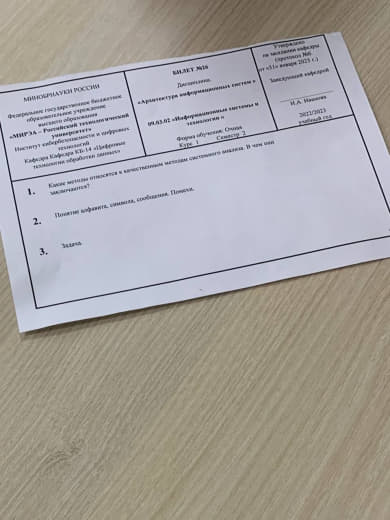 МИНОБРНАУКИ РОССИИ
Федеральное государственное бюджетное
образовательное учреждение
высшего образования
«МИРЭА – Российский технологический
университет»
Институт кибербезопасности и цифровых
технологий
Кафедра Кафедра КБ-14 «Цифровые
технологии обработки данных»
БИЛЕТ №20
Дисциплина
«Архитектура информационных систем »
09.03.02 «Информационные системы и
технологии »
Форма обучения: Очная
Курс 1 Семестр 2
Утверждено
на заседании кафедры
(протокол №6
от «31» января 2023 г.)
Заведующий кафедрой
И.А. Иванова
2022/2023
учебный год
1. Какие методы относятся к качественным методам системного анализа. В чем они
заключаются?
2. Понятие алфавита, символа, сообщения. Помехи.
3. Задача.